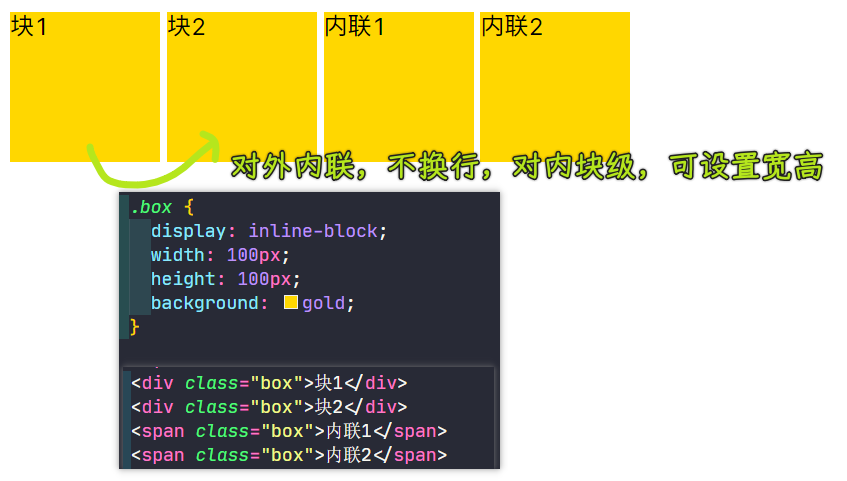 块1 块2 内联1 内联2
对外内联，不换行，对内块级，可设置宽高
.box {
  display: inline-block;
  width: 100px;
  height: 100px;
  background: gold;
}
<div class="box">块1</div>
<div class="box">块2</div>
<span class="box">内联1</span>
<span class="box">内联2</span>